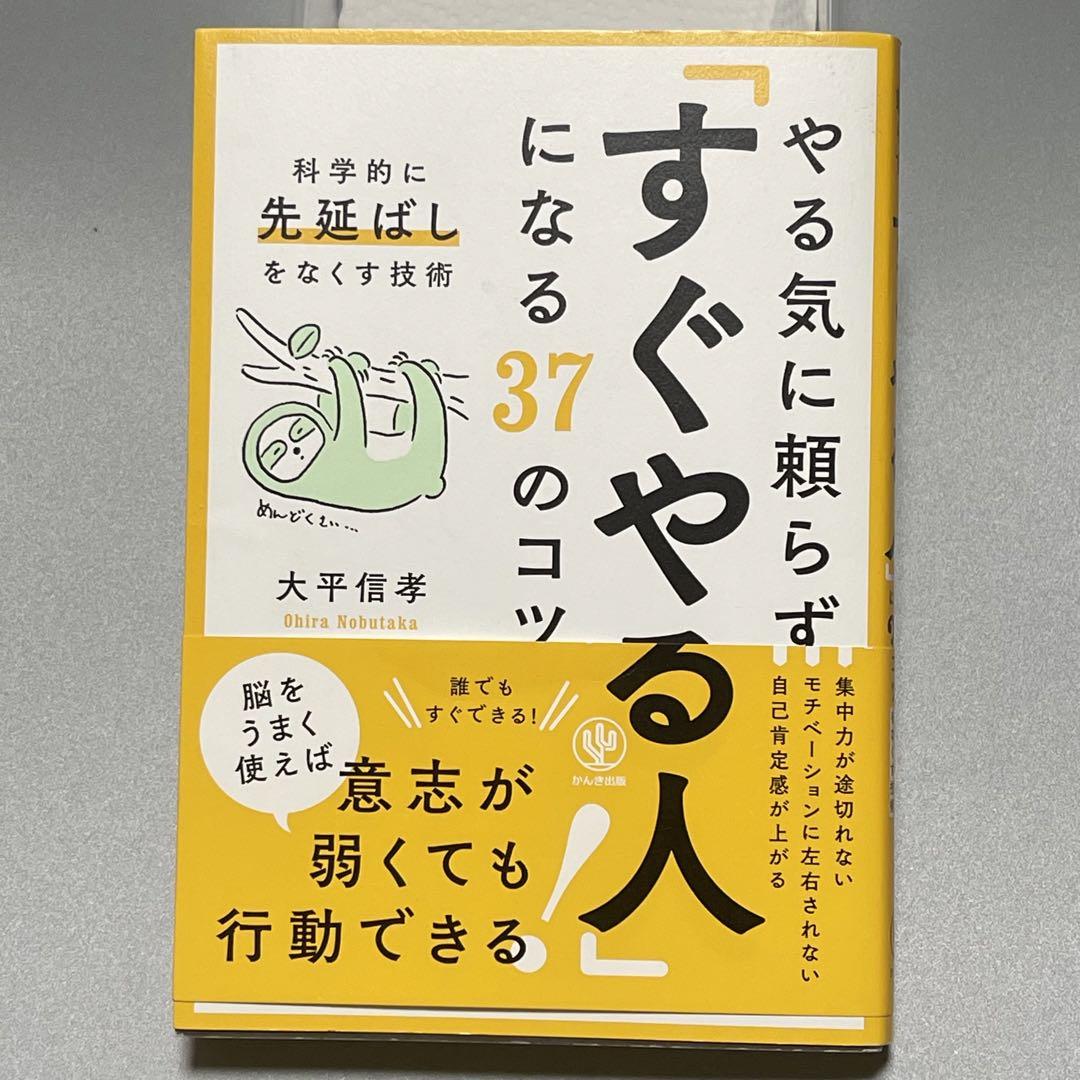 やる気に頼らず
「すぐやる人」
になる37のコツ
科学的に
先延ばし
をなくす技術
めんどくさい…
大平信孝
Ohira Nobutaka
集中力が途切れない
モチベーションに左右されない
自己肯定感が上がる
誰でも
すぐできる!
かんき出版
脳を
うまく
使えば
意志が
弱くても
行動できる!